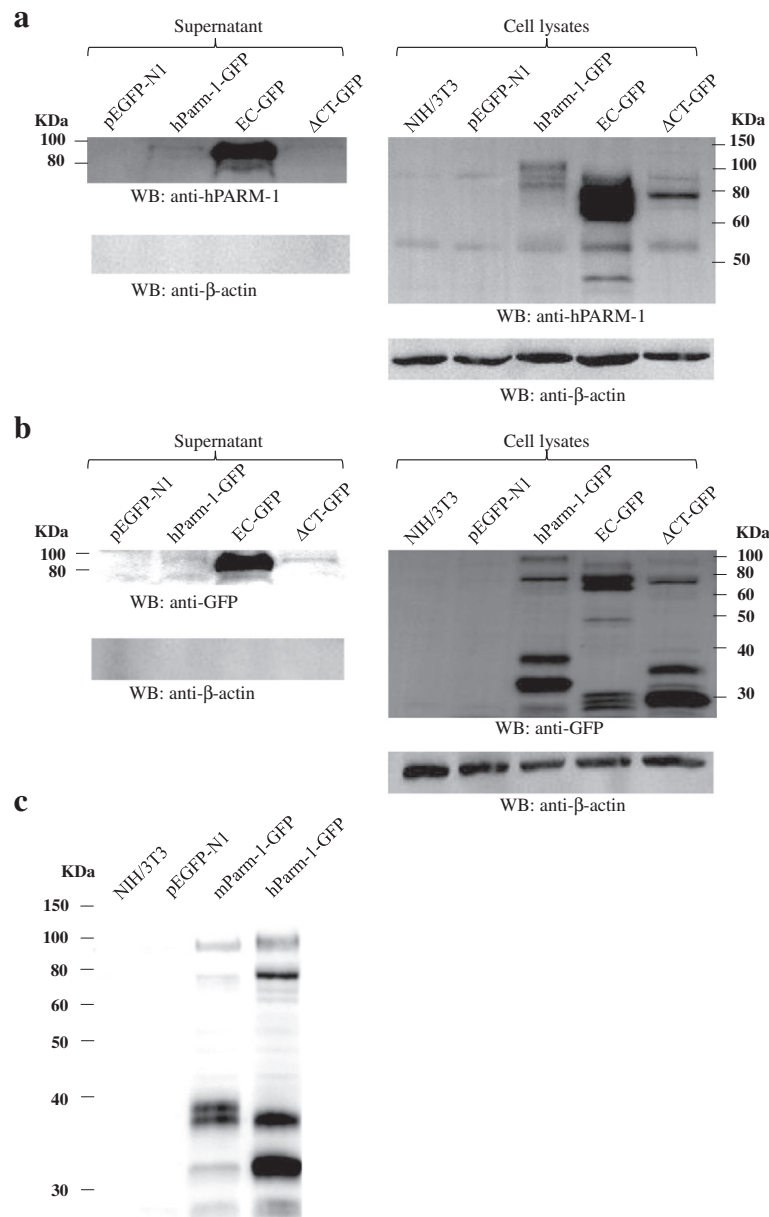 a
Supernatant
pEGFP-N1
hParm-1-GFP
EC-GFP
ΔCT-GFP
KDa
100
80
WB: anti-hPARM-1
WB: anti-β-actin
Cell lysates
NIH/3T3
pEGFP-N1
hParm-1-GFP
EC-GFP
ΔCT-GFP
KDa
150
100
80
60
50
WB: anti-hPARM-1
WB: anti-β-actin
b
Supernatant
pEGFP-N1
hParm-1-GFP
EC-GFP
ΔCT-GFP
KDa
100
80
WB: anti-GFP
WB: anti-β-actin
Cell lysates
NIH/3T3
pEGFP-N1
hParm-1-GFP
EC-GFP
ΔCT-GFP
KDa
100
80
60
50
40
30
WB: anti-GFP
WB: anti-β-actin
c
NIH/3T3
pEGFP-N1
mParm-1-GFP
hParm-1-GFP
KDa
150
100
80
60
50
40
30